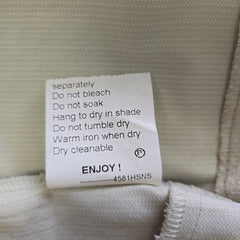 separately
Do not bleach
Do not soak
Hang to dry in shade
Do not tumble dry
Warm iron when dry
Dry cleanable
P
ENJOY !
4581HSNS